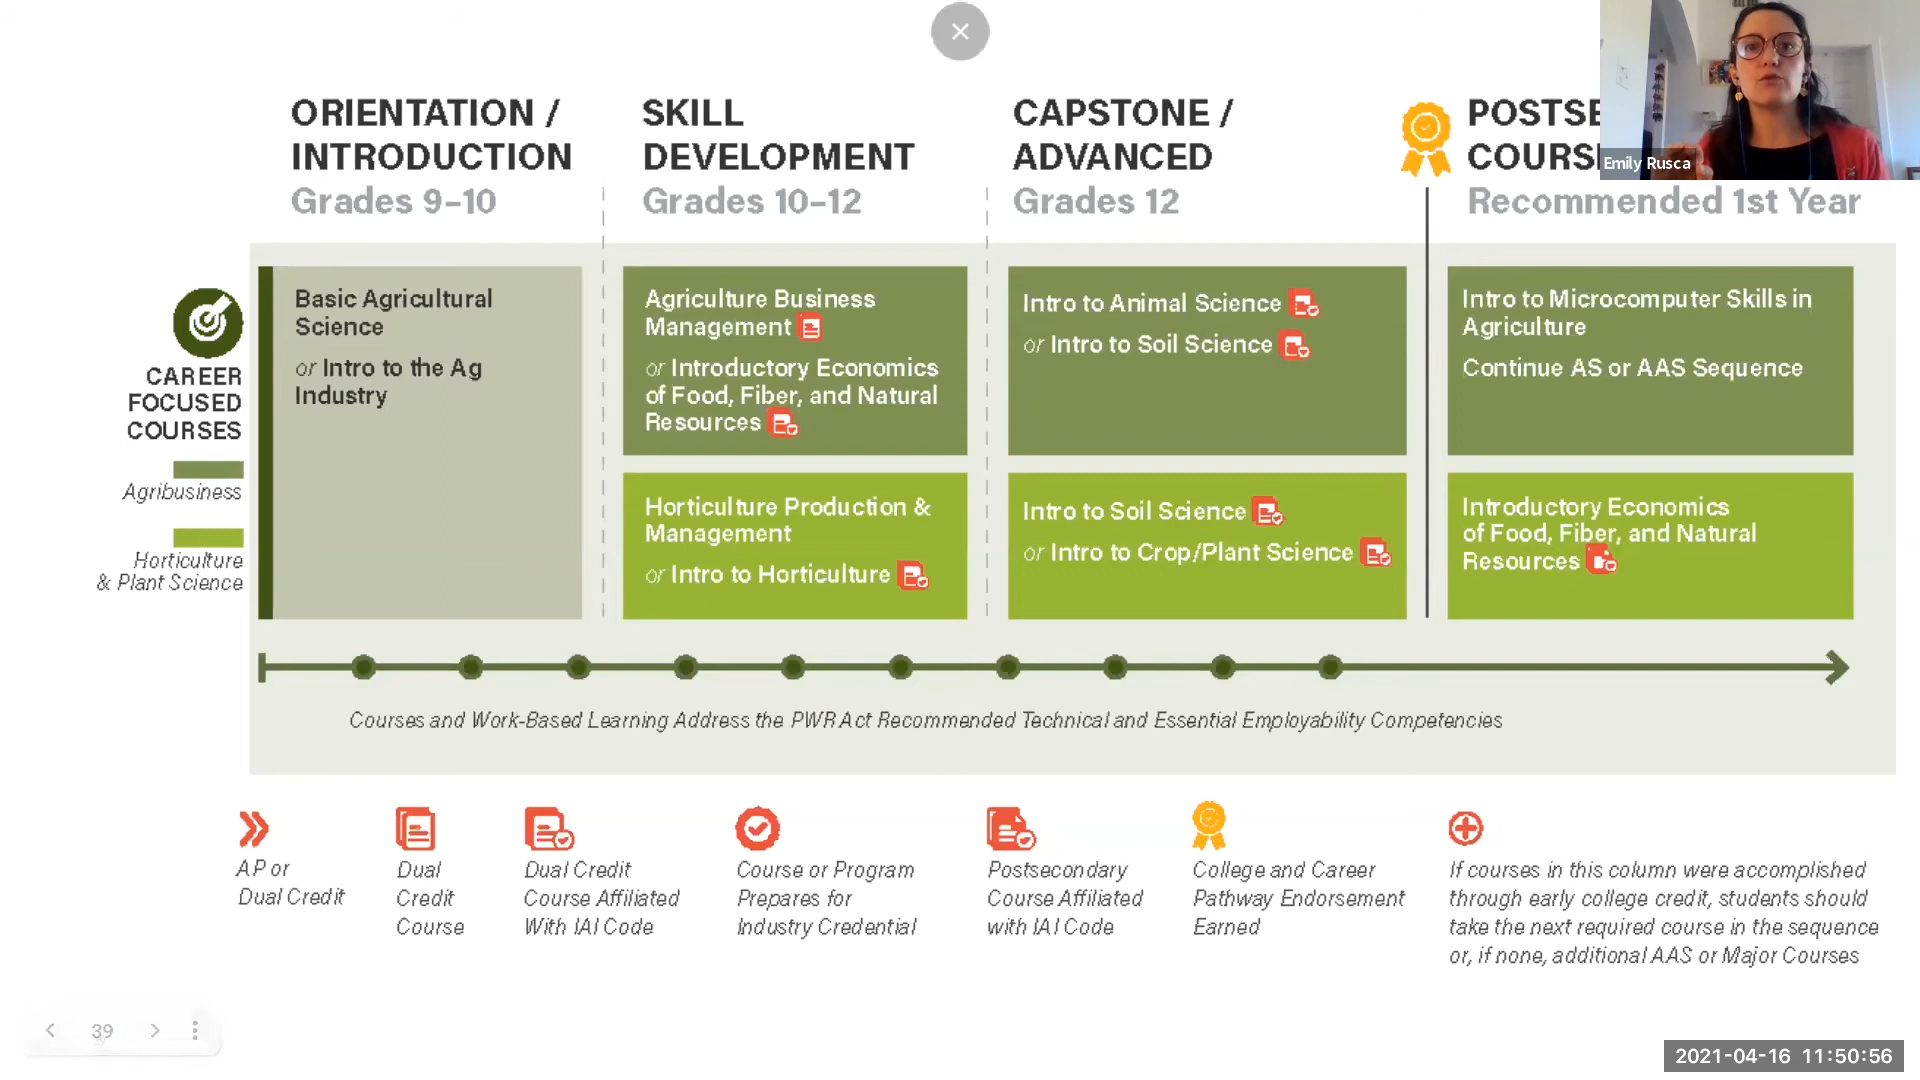 ORIENTATION /
INTRODUCTION
Grades 9–10
SKILL
DEVELOPMENT
Grades 10–12
CAPSTONE /
ADVANCED
Grades 12
Recommended 1st Year
Emily Rusca
CAREER
FOCUSED
COURSES
Agribusiness
Horticulture
& Plant Science
Basic Agricultural
Science
or Intro to the Ag
Industry
Agriculture Business
Management
or Introductory Economics
of Food, Fiber, and Natural
Resources
Intro to Animal Science
or Intro to Soil Science
Intro to Microcomputer Skills in
Agriculture
Continue AS or AAS Sequence
Horticulture Production &
Management
or Intro to Horticulture
Intro to Soil Science
or Intro to Crop/Plant Science
Introductory Economics
of Food, Fiber, and Natural
Resources
Courses and Work-Based Learning Address the PWR Act Recommended Technical and Essential Employability Competencies
AP or
Dual Credit
Dual
Credit
Course
Dual Credit
Course Affiliated
With IAI Code
Course or Program
Prepares for
Industry Credential
Postsecondary
Course Affiliated
with IAI Code
College and Career
Pathway Endorsement
Earned
If courses in this column were accomplished
through early college credit, students should
take the next required course in the sequence
or, if none, additional AAS or Major Courses
39
2021-04-16 11:50:56